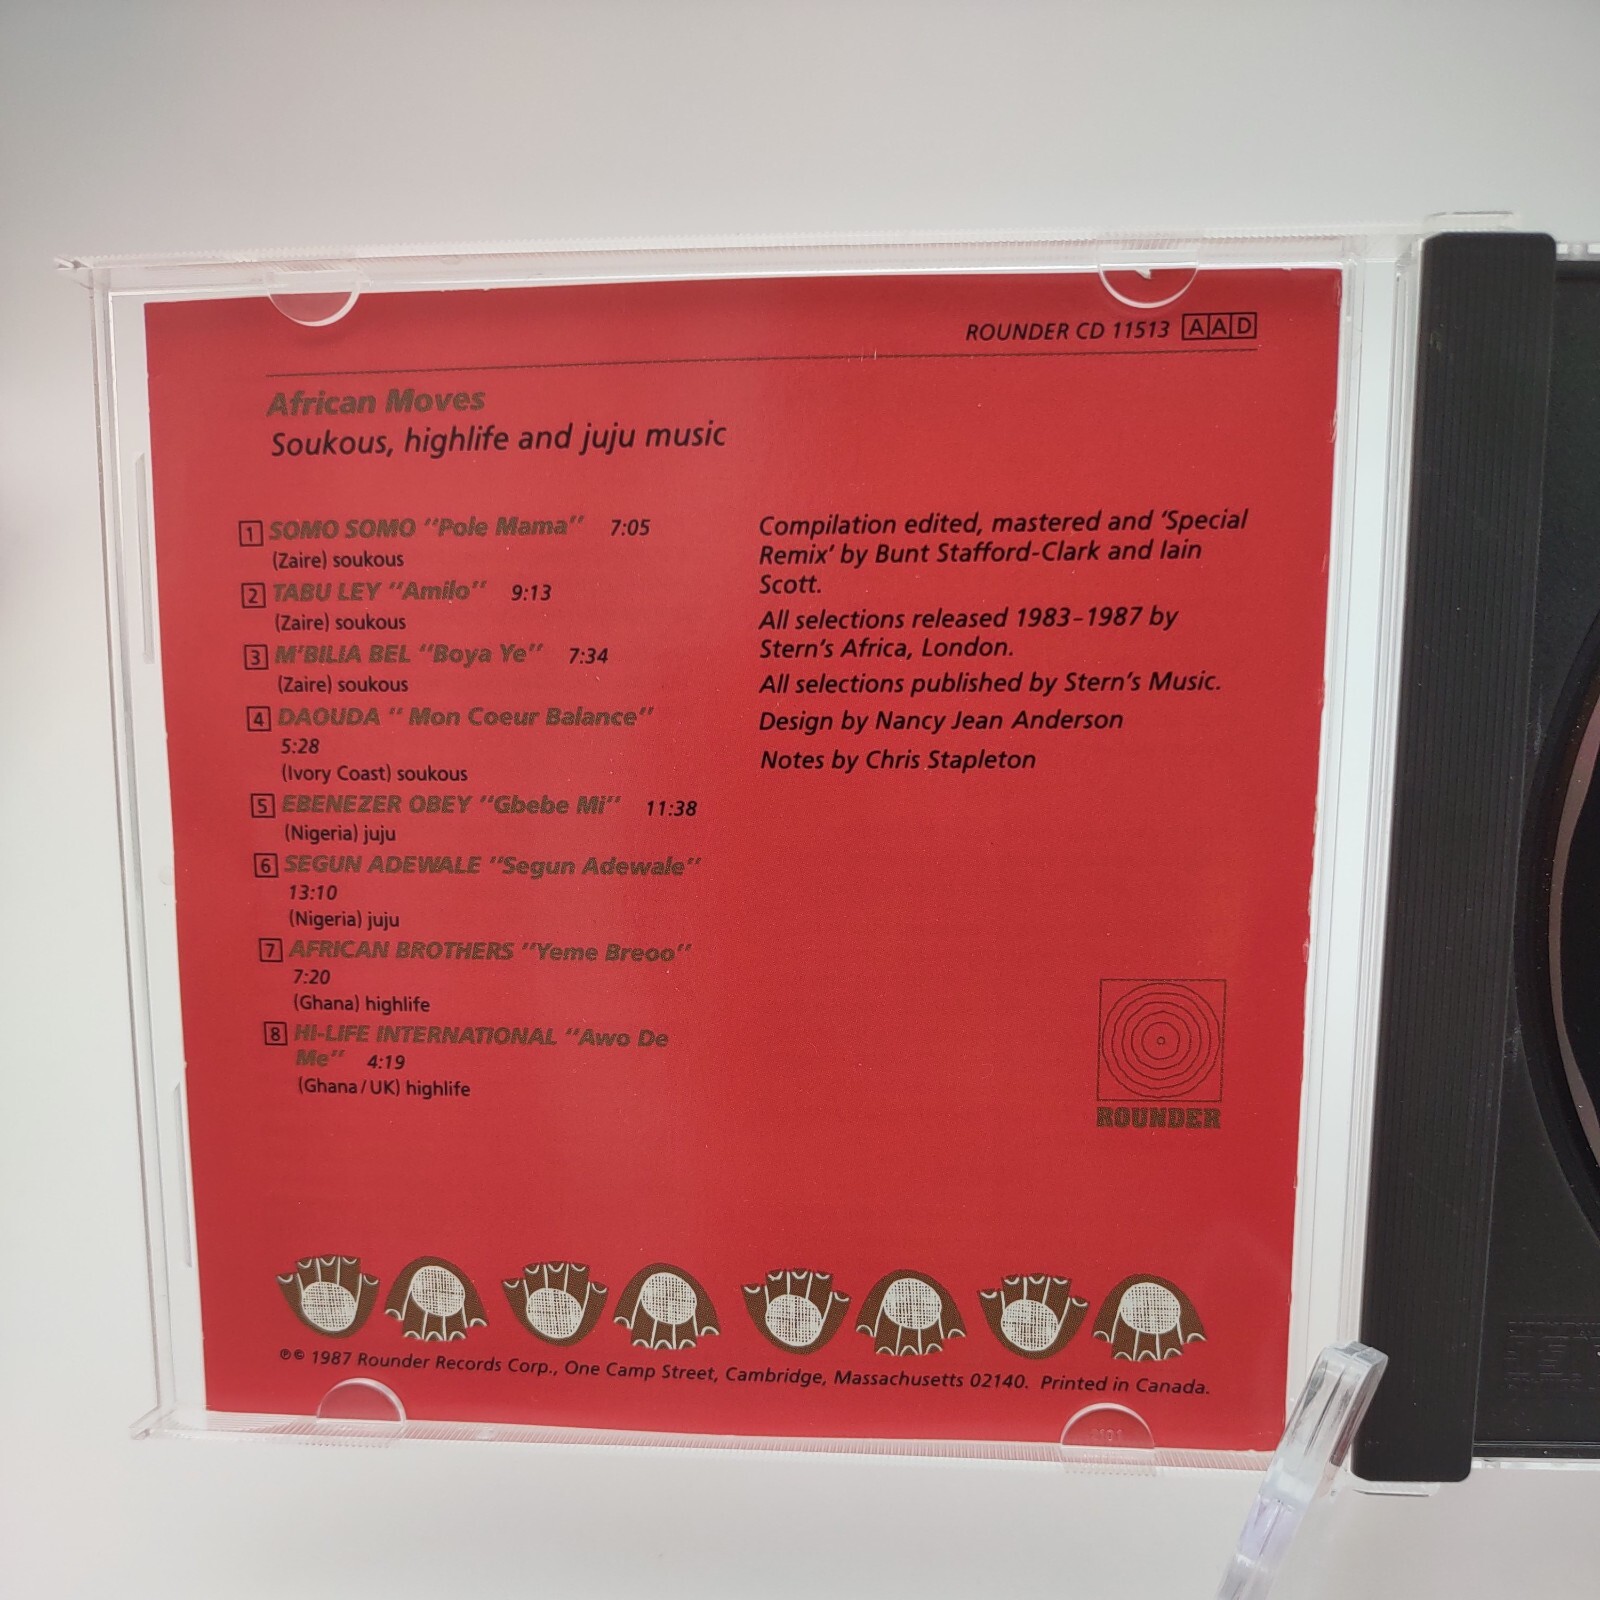 ROUNDER CD 11513 AAD
African Moves
Soukous, highlife and juju music
1 SOMO SOMO "Pole Mama" 7:05
(Zaire) soukous
2 TABU LEY "Amilo" 9:13
(Zaire) soukous
3 M'BILIA BEL "Boya Ye" 7:34
(Zaire) soukous
4 DAOUDA "Mon Coeur Balance"
5:28
(Ivory Coast) soukous
5 EBENEZER OBEY "Gbebe Mi" 11:38
(Nigeria) juju
6 SEGUN ADEWALE "Segun Adewale"
13:10
(Nigeria) juju
7 AFRICAN BROTHERS "Yeme Breoo"
7:20
(Ghana) highlife
8 HI-LIFE INTERNATIONAL "Awo De
Me" 4:19
(Ghana/UK) highlife
Compilation edited, mastered and 'Special
Remix' by Bunt Stafford-Clark and Iain
Scott.
All selections released 1983-1987 by
Stern's Africa, London.
All selections published by Stern's Music.
Design by Nancy Jean Anderson
Notes by Chris Stapleton
ROUNDER
℗© 1987 Rounder Records Corp., One Camp Street, Cambridge, Massachusetts 02140. Printed in Canada.